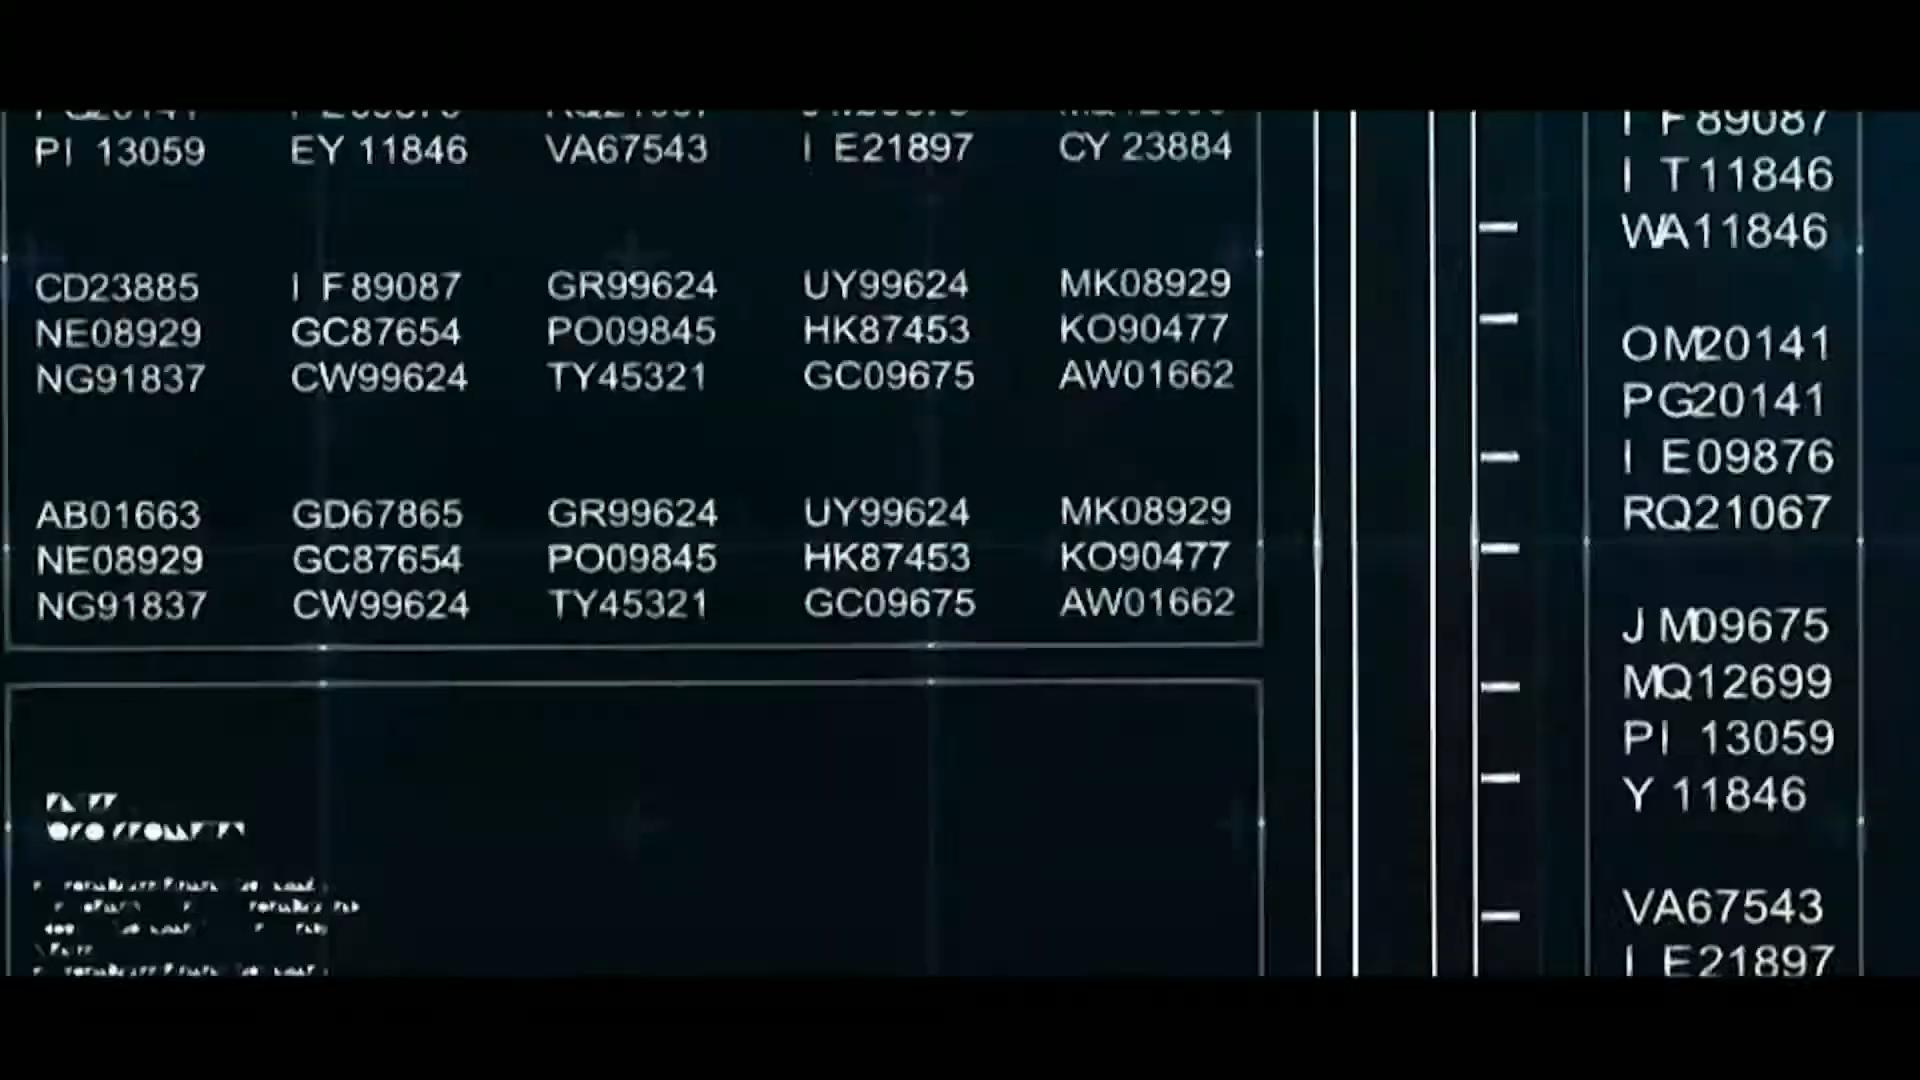 PI 13059 EY 11846 VA67543 I E21897 CY 23884
CD23885 I F89087 GR99624 UY99624 MK08929
NE08929 GC87654 PO09845 HK87453 KO90477
NG91837 CW99624 TY45321 GC09675 AW01662
AB01663 GD67865 GR99624 UY99624 MK08929
NE08929 GC87654 PO09845 HK87453 KO90477
NG91837 CW99624 TY45321 GC09675 AW01662
I F89087
I T11846
WA11846
OM20141
PG20141
I E09876
RQ21067
J M09675
MQ12699
PI 13059
Y 11846
VA67543
I E21897